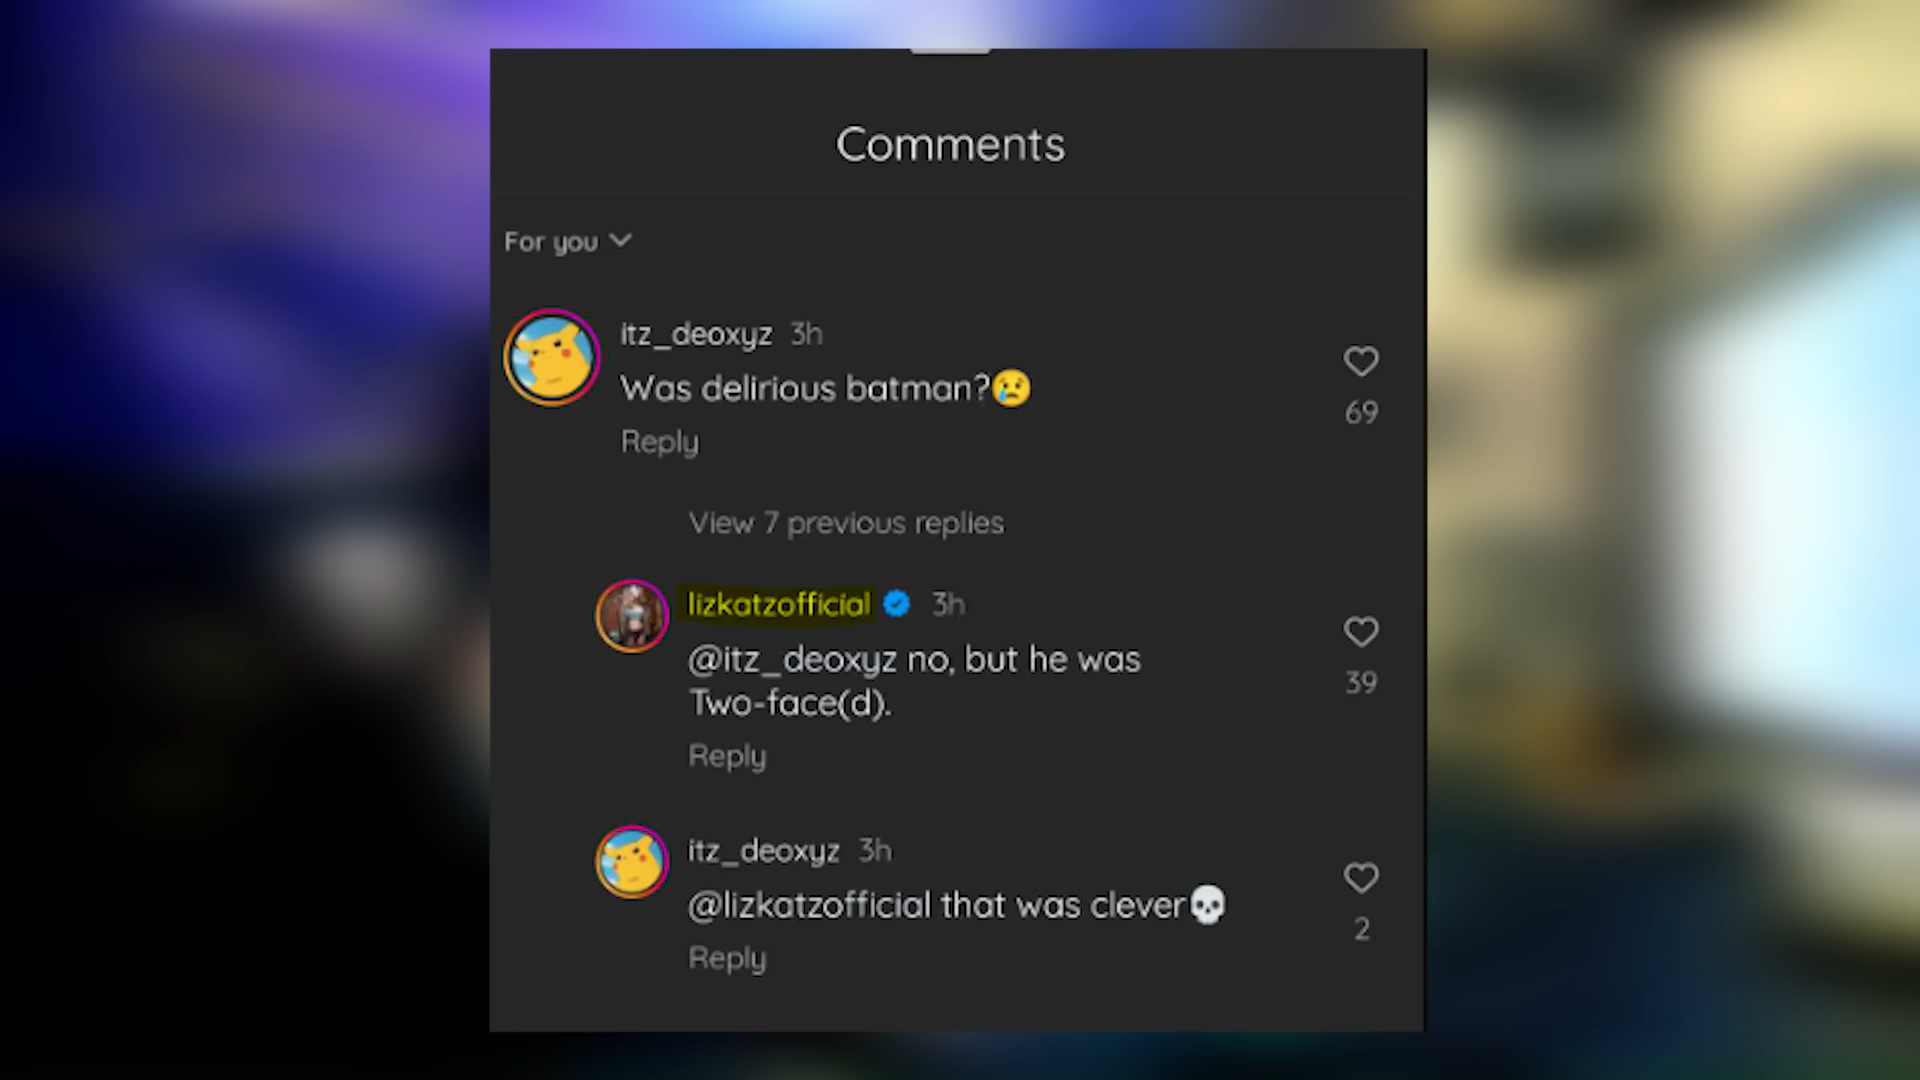 Comments
For you
itz_deoxyz 3h
Was delirious batman?😢
69
Reply
View 7 previous replies
lizkatzofficial 3h
@itz_deoxyz no, but he was
Two-face(d).
39
Reply
itz_deoxyz 3h
@lizkatzofficial that was clever💀
2
Reply